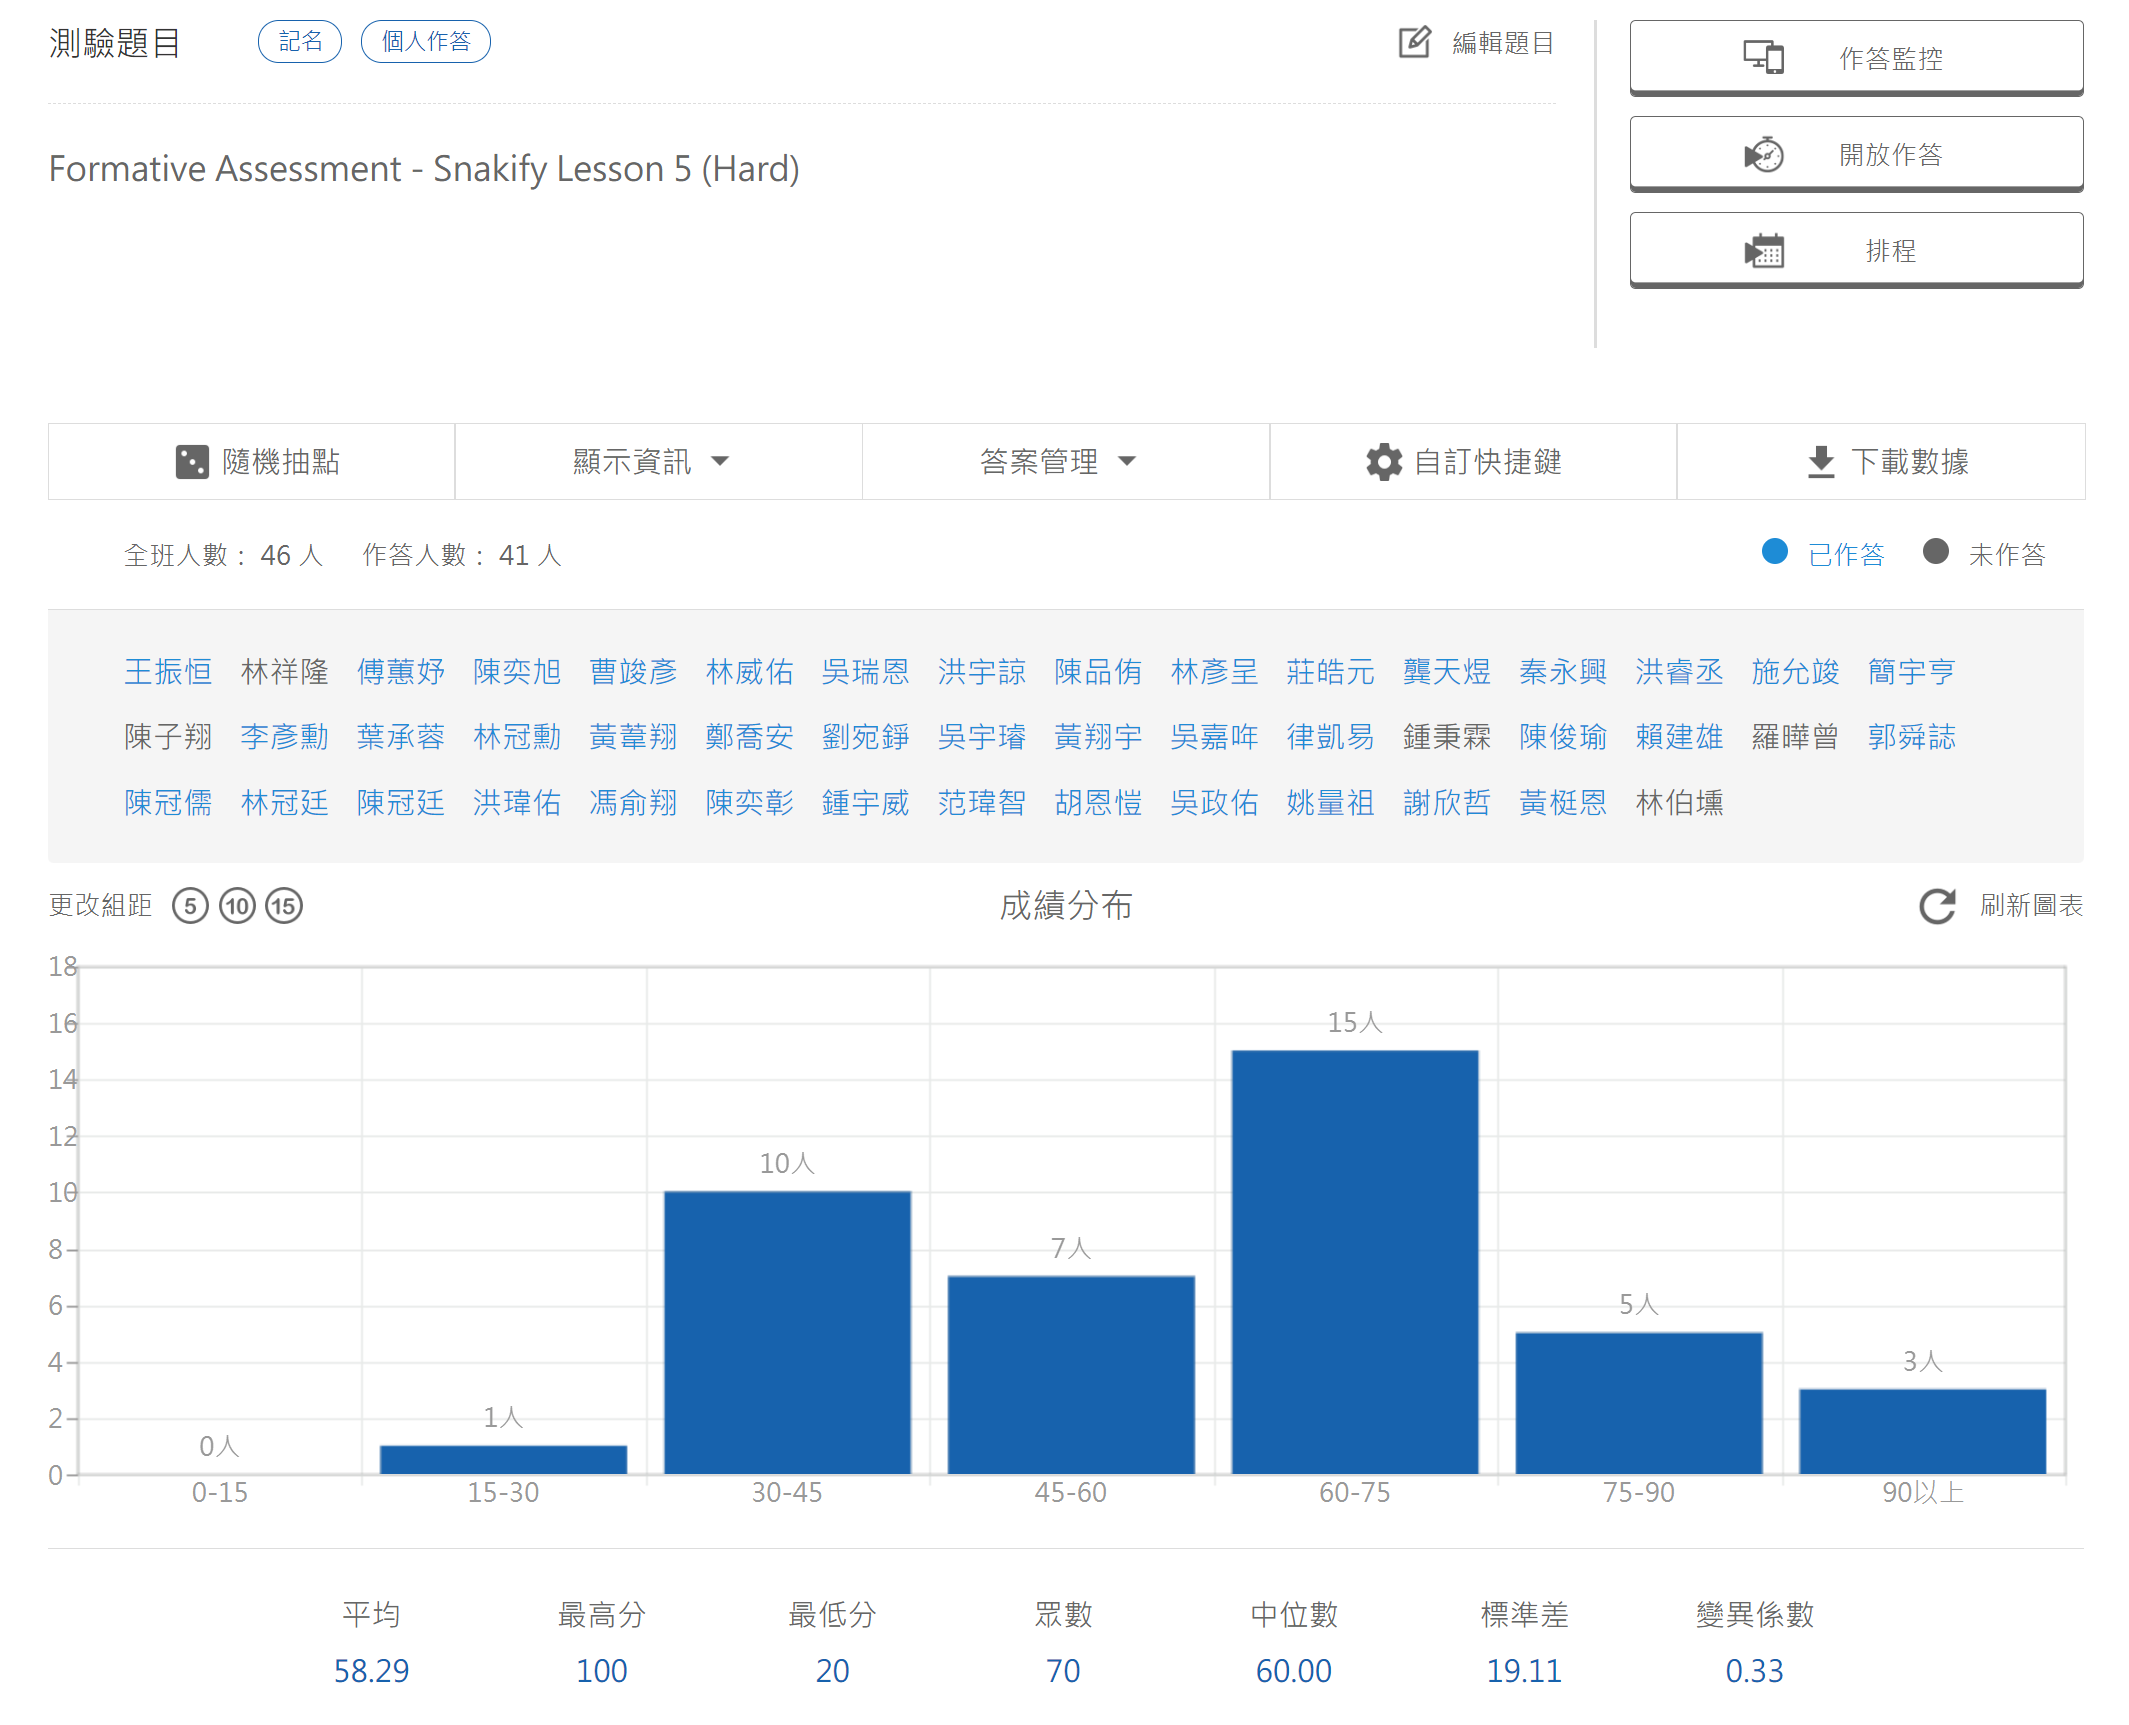 測驗題目 記名 個人作答 編輯題目
作答監控
開放作答
排程
Formative Assessment - Snakify Lesson 5 (Hard)
隨機抽點 顯示資訊 答案管理 自訂快捷鍵 下載數據
全班人數： 46 人 作答人數： 41 人 已作答 未作答
王振恒 林祥隆 傅蕙妤 陳奕旭 曹竣彥 林威佑 吳瑞恩 洪宇諒 陳品侑 林彥呈 莊皓元 龔天煜 秦永興 洪睿丞 施允竣 簡宇亨
陳子翔 李彥勳 葉承蓉 林冠勳 黃葦翔 鄭喬安 劉宛錚 吳宇璿 黃翔宇 吳嘉哖 律凱易 鍾秉霖 陳俊瑜 賴建雄 羅曄曾 郭舜誌
陳冠儒 林冠廷 陳冠廷 洪瑋佑 馮俞翔 陳奕彰 鍾宇威 范瑋智 胡恩愷 吳政佑 姚量祖 謝欣哲 黃梃恩 林伯壎
更改組距 5 10 15 成績分布 刷新圖表
18
16
14
12
10
8
6
4
2
0
0人 1人 10人 7人 15人 5人 3人
0-15 15-30 30-45 45-60 60-75 75-90 90以上
平均 最高分 最低分 眾數 中位數 標準差 變異係數
58.29 100 20 70 60.00 19.11 0.33